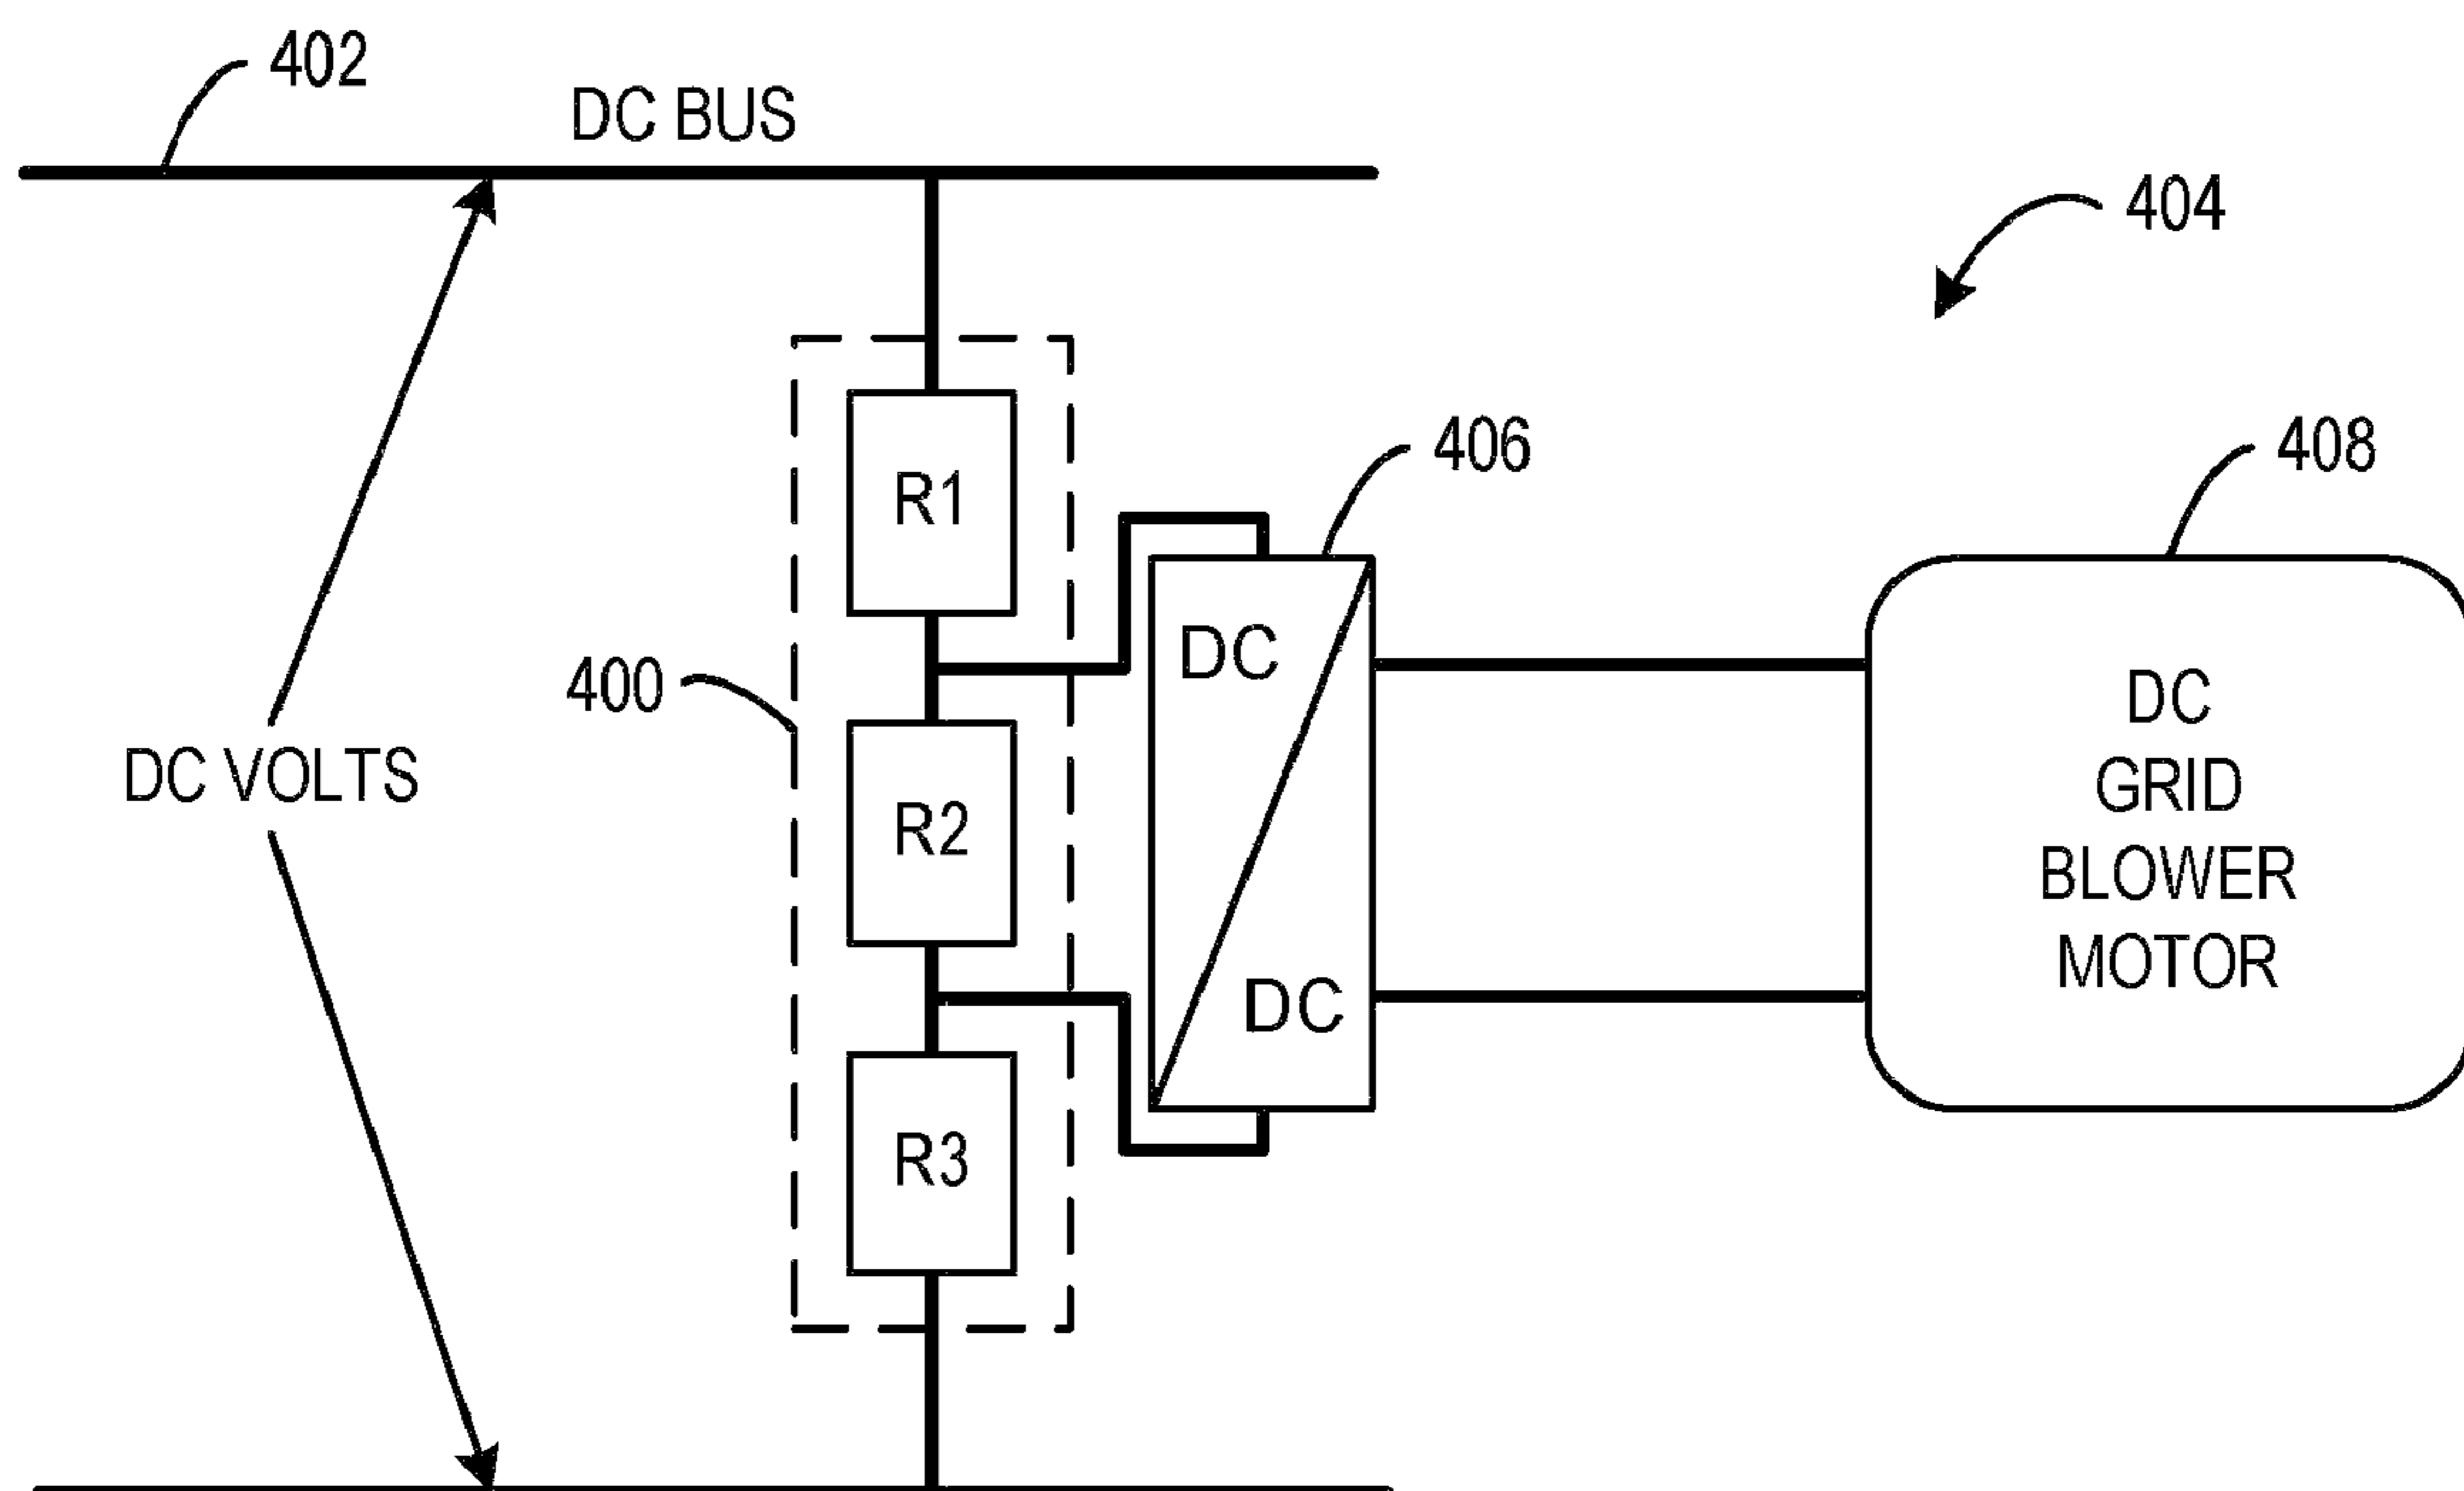 402
DC BUS
404
406
408
R1
400
DC
DC
GRID
BLOWER
MOTOR
DC VOLTS
R2
DC
R3